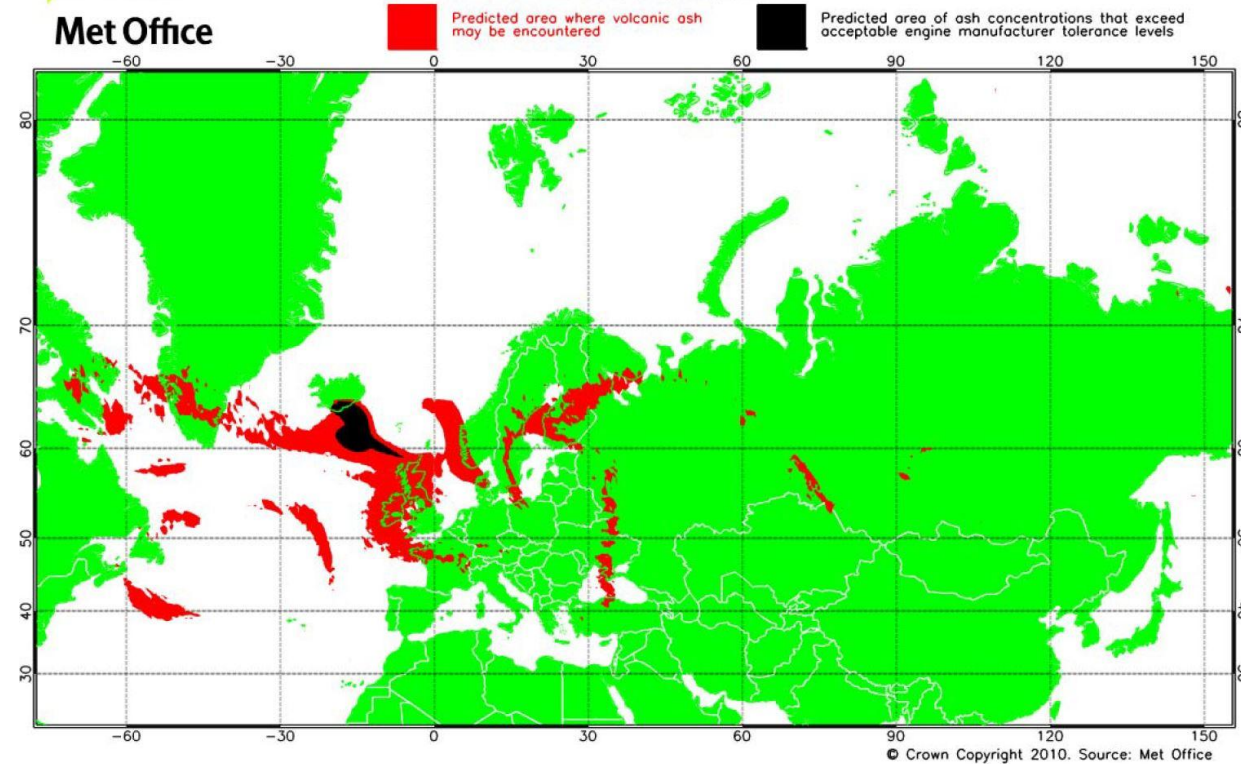 Met Office
Predicted area where volcanic ash
may be encountered
Predicted area of ash concentrations that exceed
acceptable engine manufacturer tolerance levels
-60 -30 0 30 60 90 120 150
80
70 
60
50
40
30
-60 -30 0 30 60 90 120 150
© Crown Copyright 2010. Source: Met Office